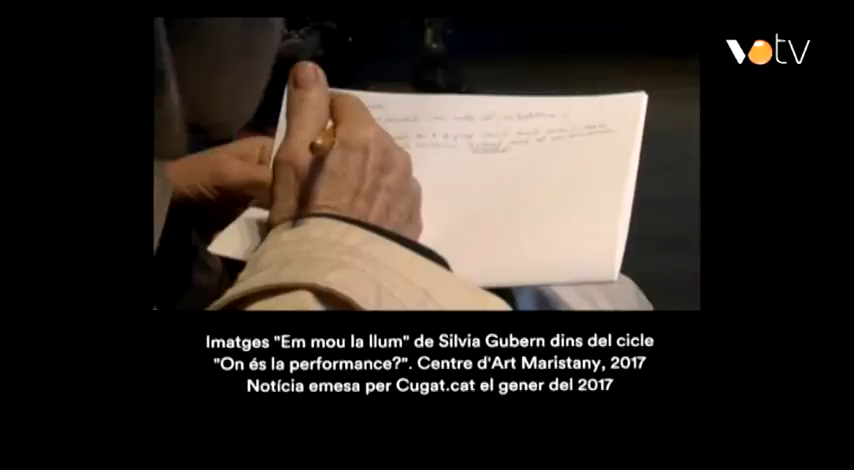 votv
Imatges "Em mou la llum" de Silvia Gubern dins del cicle
"On és la performance?". Centre d'Art Maristany, 2017
Notícia emesa per Cugat.cat el gener del 2017